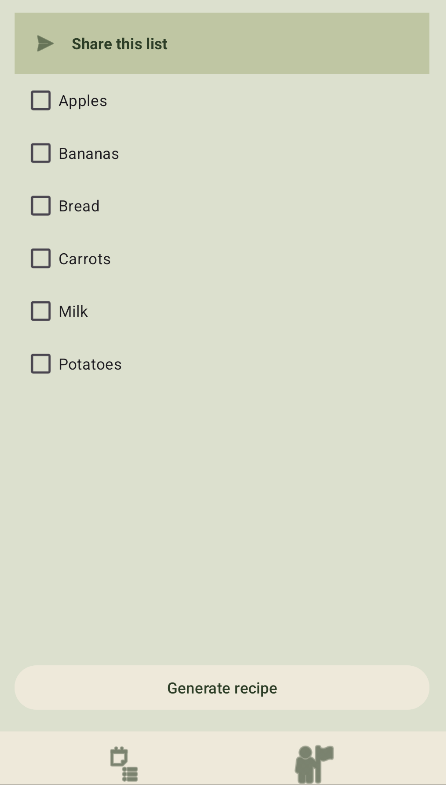 Share this list
Apples
Bananas
Bread
Carrots
Milk
Potatoes
Generate recipe